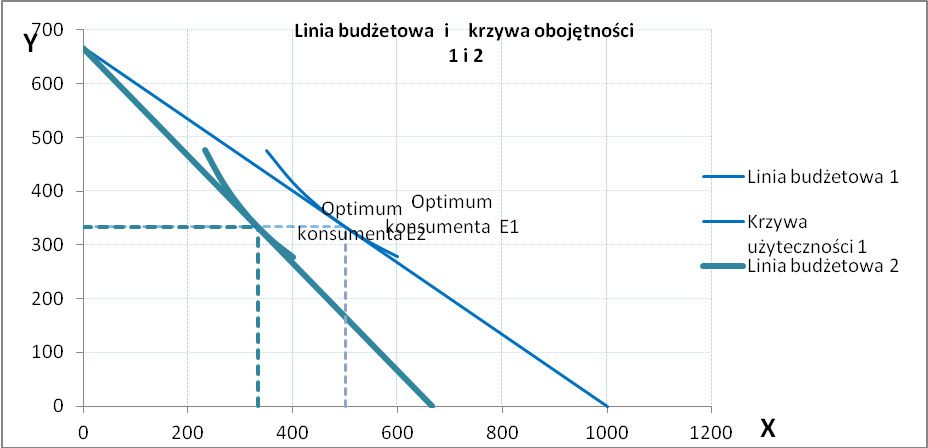 Linia budżetowa i krzywa obojętności
1 i 2
Y
700
600
500
400
300
200
100
0
0 200 400 600 800 1000 1200
X
Optimum
konsumenta E2
Optimum
konsumenta E1
Linia budżetowa 1
Krzywa
użyteczności 1
Linia budżetowa 2